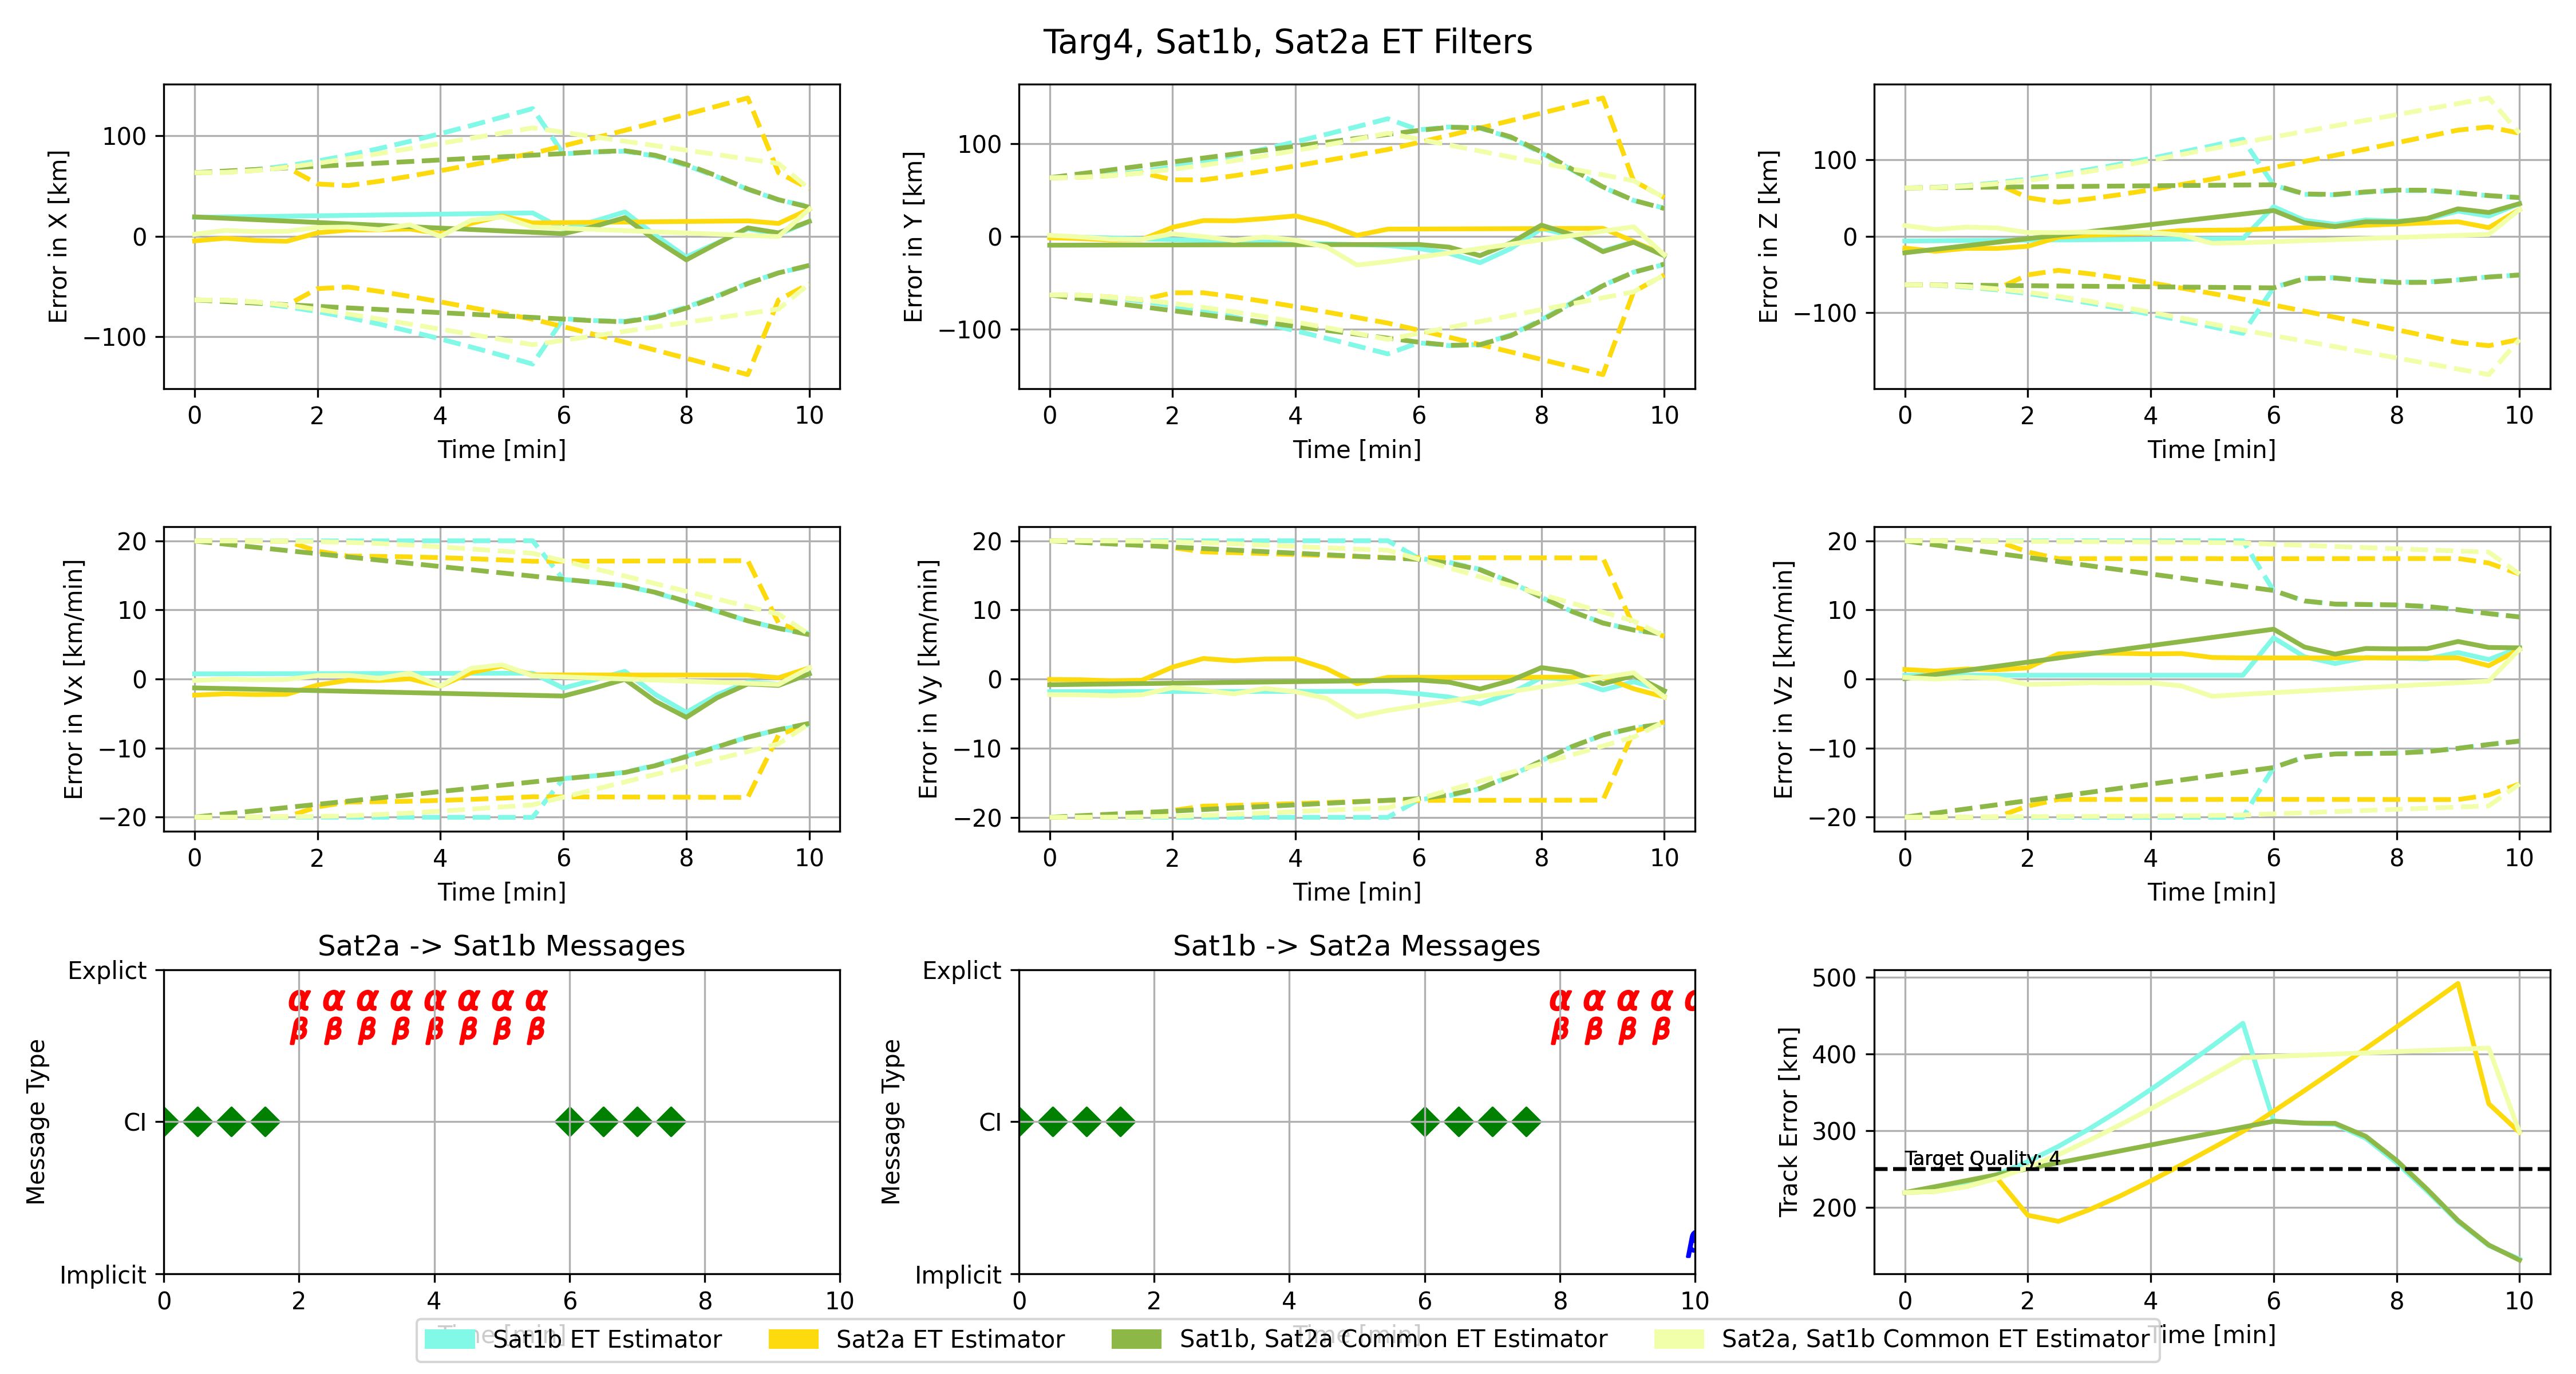 Targ4, Sat1b, Sat2a ET Filters
Error in X [km]
100
0
−100
0 2 4 6 8 10
Time [min]
Error in Y [km]
100
0
−100
0 2 4 6 8 10
Time [min]
Error in Z [km]
100
0
−100
0 2 4 6 8 10
Time [min]
Error in Vx [km/min]
20
10
0
−10
−20
0 2 4 6 8 10
Time [min]
Error in Vy [km/min]
20
10
0
−10
−20
0 2 4 6 8 10
Time [min]
Error in Vz [km/min]
20
10
0
−10
−20
0 2 4 6 8 10
Time [min]
Sat2a -> Sat1b Messages
Message Type
Explict
α α α α α α α α
β β β β β β β β
CI
Implicit
0 2 4 6 8 10
Time [min]
Sat1b -> Sat2a Messages
Message Type
Explict
α α α α α
β β β β
CI
β
Implicit
0 2 4 6 8 10
Time [min]
Track Error [km]
500
400
300
Target Quality: 4
200
0 2 4 6 8 10
Time [min]
Sat1b ET Estimator
Sat2a ET Estimator
Sat1b, Sat2a Common ET Estimator
Sat2a, Sat1b Common ET Estimator